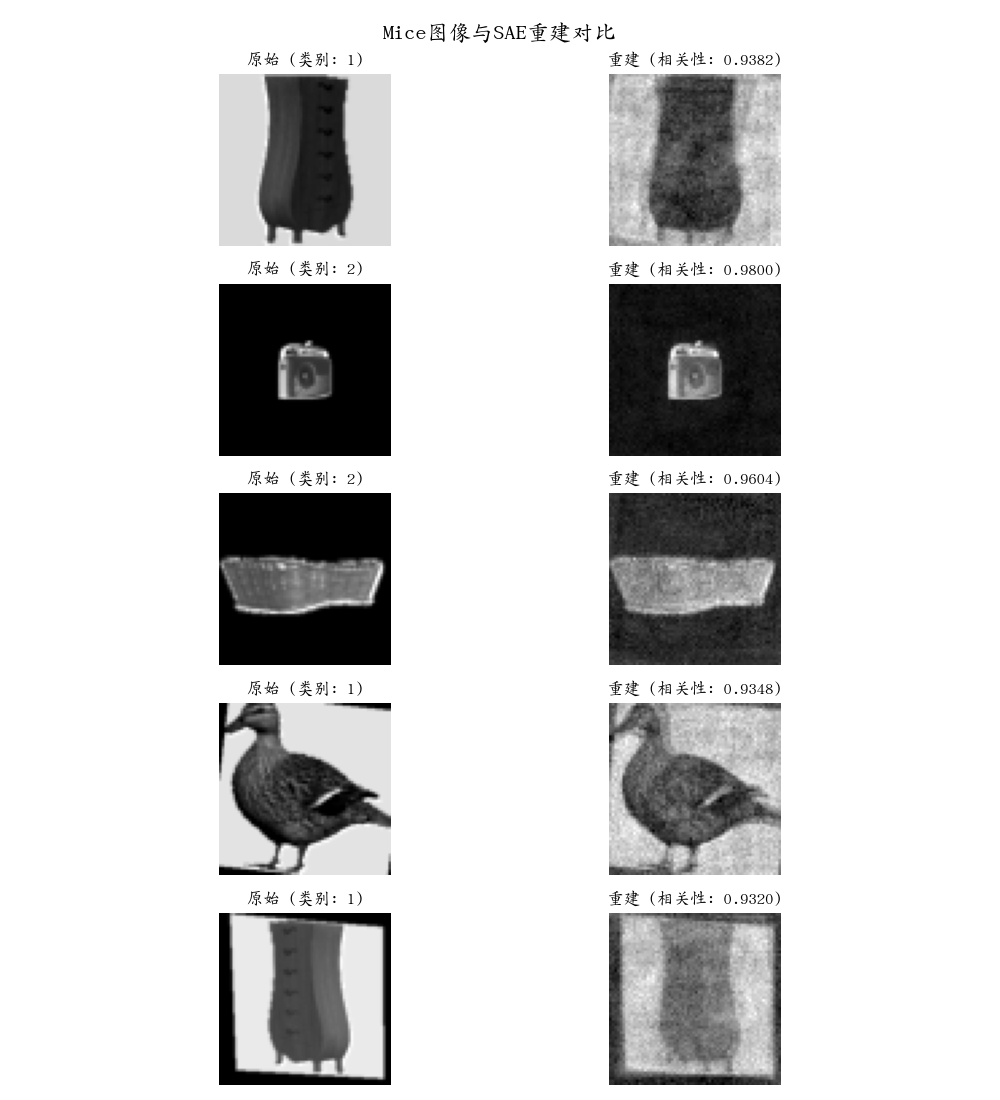 Mice图像与SAE重建对比
原始 (类别: 1)
重建 (相关性: 0.9382)
原始 (类别: 2)
重建 (相关性: 0.9800)
原始 (类别: 2)
重建 (相关性: 0.9604)
原始 (类别: 1)
重建 (相关性: 0.9348)
原始 (类别: 1)
重建 (相关性: 0.9320)